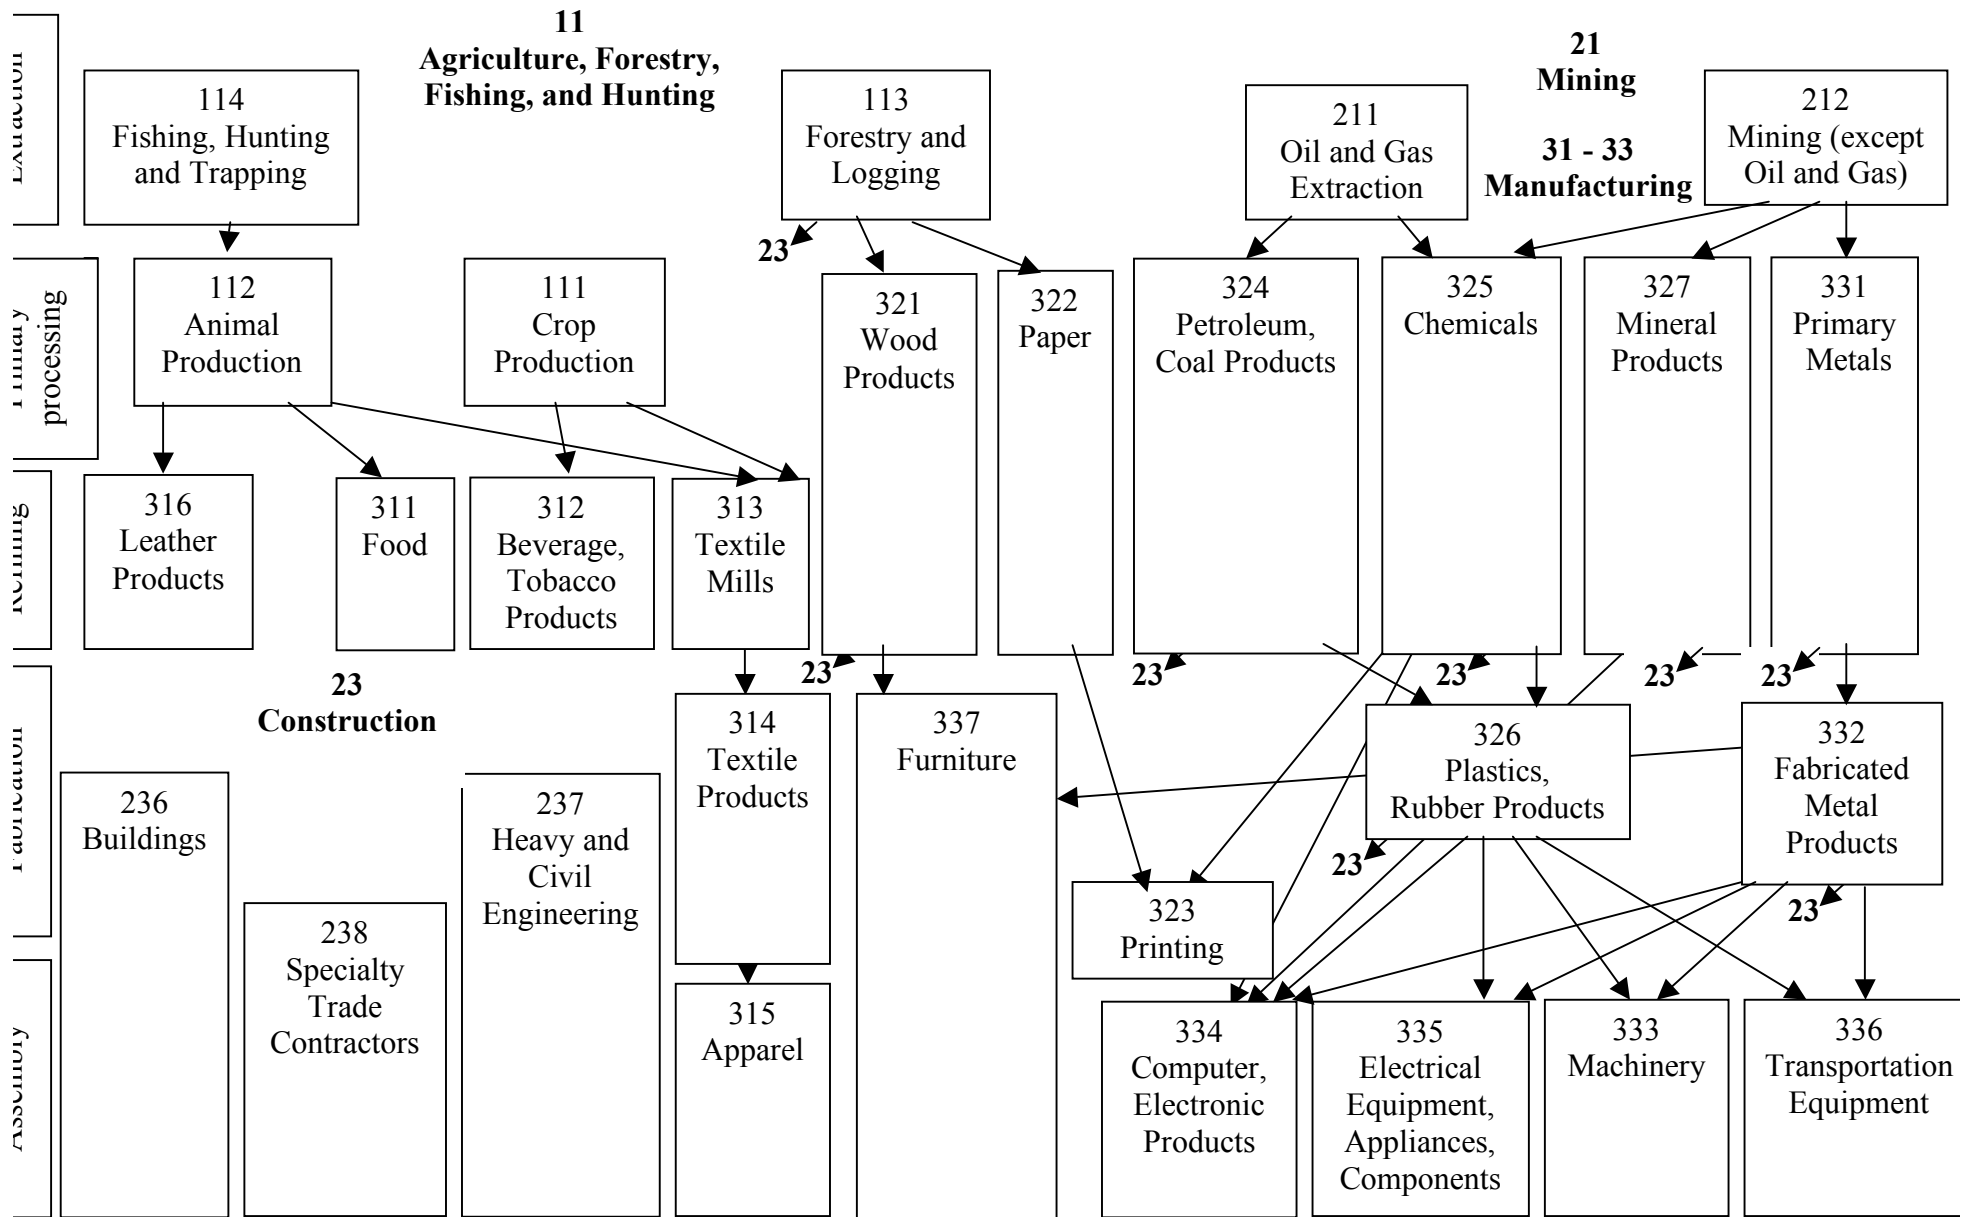 11
Agriculture, Forestry,
Fishing, and Hunting
21
Mining
31 - 33
Manufacturing
Extraction
114
Fishing, Hunting
and Trapping
113
Forestry and
Logging
211
Oil and Gas
Extraction
212
Mining (except
Oil and Gas)
23
Primary
processing
112
Animal
Production
111
Crop
Production
321
Wood
Products
322
Paper
324
Petroleum,
Coal Products
325
Chemicals
327
Mineral
Products
331
Primary
Metals
Refining
316
Leather
Products
311
Food
312
Beverage,
Tobacco
Products
313
Textile
Mills
23
23
23
23
23
23
Construction
Fabrication
314
Textile
Products
337
Furniture
326
Plastics,
Rubber Products
332
Fabricated
Metal
Products
236
Buildings
237
Heavy and
Civil
Engineering
23
23
238
Specialty
Trade
Contractors
323
Printing
Assembly
315
Apparel
334
Computer,
Electronic
Products
335
Electrical
Equipment,
Appliances,
Components
333
Machinery
336
Transportation
Equipment